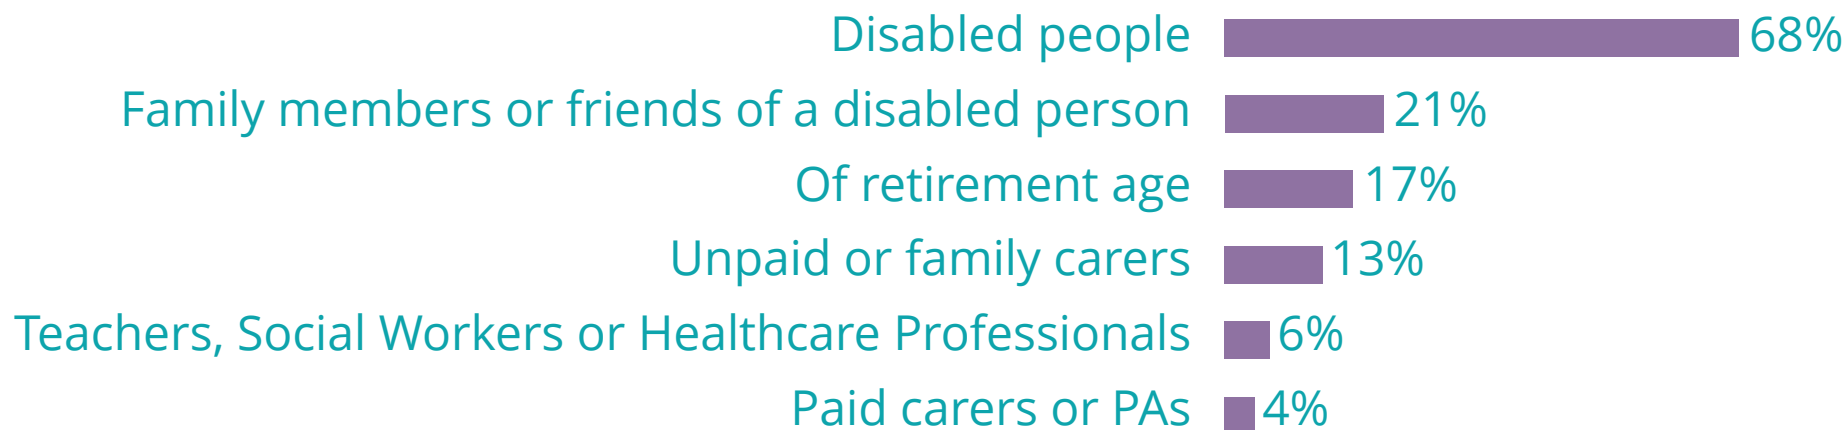 Disabled people 68%
Family members or friends of a disabled person 21%
Of retirement age 17%
Unpaid or family carers 13%
Teachers, Social Workers or Healthcare Professionals 6%
Paid carers or PAs 4%